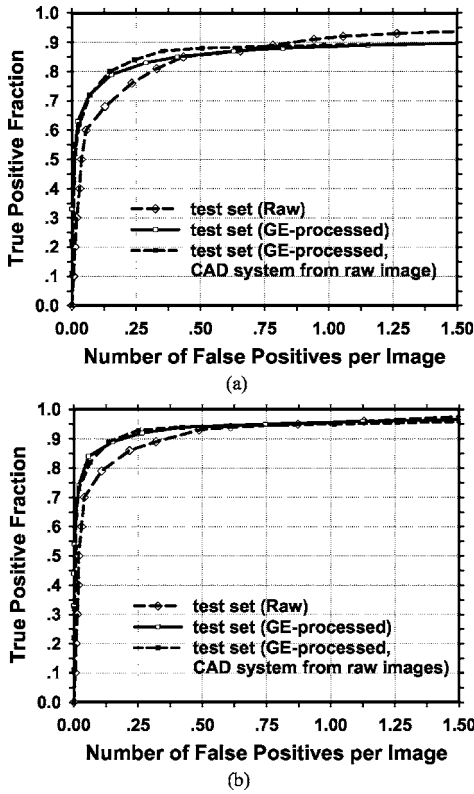 1.0
.9
.8
.7
.6
.5
.4
.3
.2
.1
0.0
True Positive Fraction
test set (Raw)
test set (GE-processed)
test set (GE-processed,
CAD system from raw image)
0.00 .25 .50 .75 1.00 1.25 1.50
Number of False Positives per Image
(a)
1.0
.9
.8
.7
.6
.5
.4
.3
.2
.1
0.0
True Positive Fraction
test set (Raw)
test set (GE-processed)
test set (GE-processed,
CAD system from raw images)
0.00 .25 .50 .75 1.00 1.25 1.50
Number of False Positives per Image
(b)